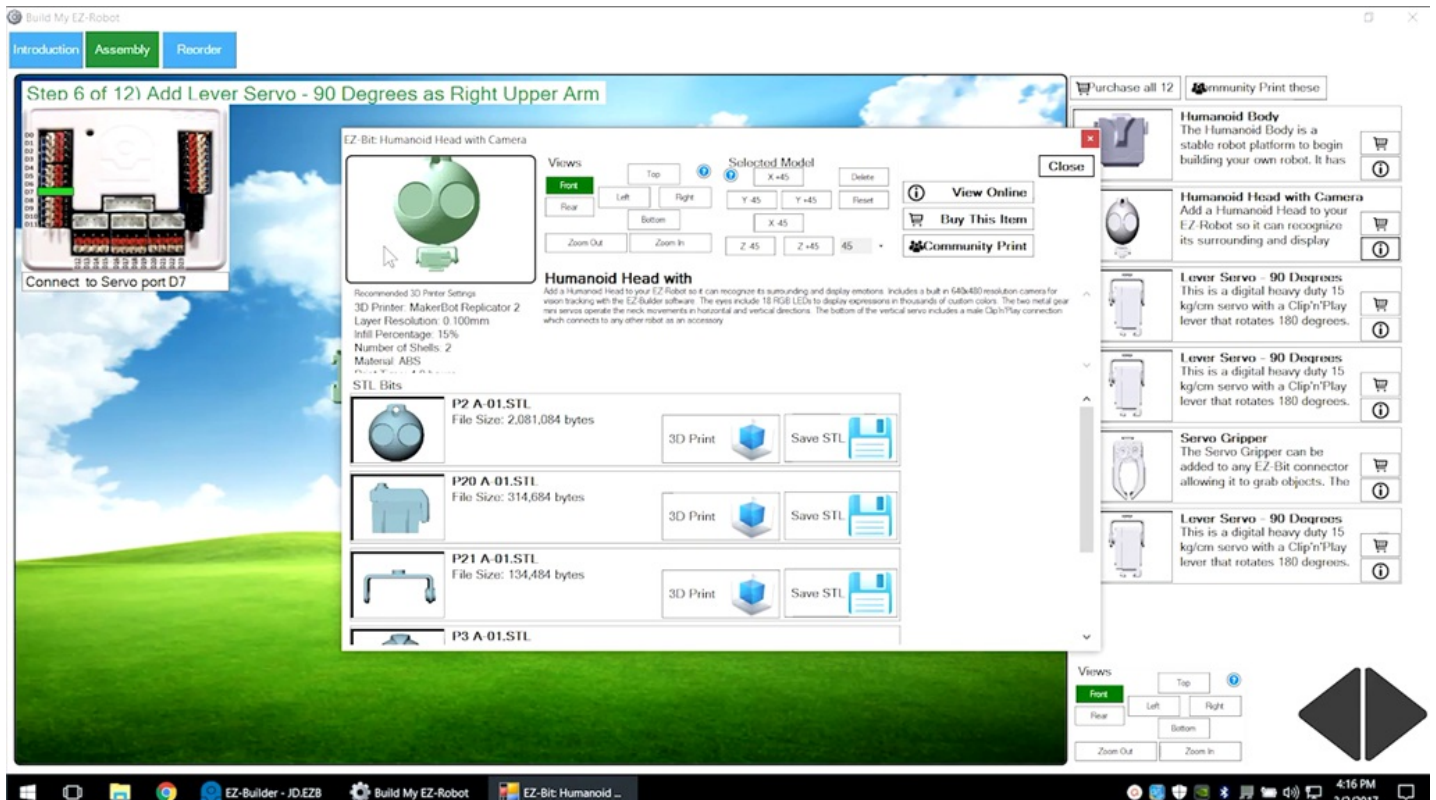 Build My EZ-Robot
Introduction
Assembly
Reorder
Step 6 of 12) Add Lever Servo - 90 Degrees as Right Upper Arm
D0
D1
D2
D3
D4
D5
D6
D7
D8
D9
D10
D11
Connect to Servo port D7
EZ-Bit: Humanoid Head with Camera
Views
Top
Front
Left
Right
Rear
Bottom
Zoom Out
Zoom In
Selected Model
X +45
Delete
Y -45
Y +45
Reset
X -45
Z -45
Z +45
45
Close
View Online
Buy This Item
Community Print
Humanoid Head with
Add a Humanoid Head to your EZ-Robot so it can recognize its surrounding and display emotions. Includes a built in 640x480 resolution camera for
vision tracking with the EZ-Builder software. The eyes include 18 RGB LEDs to display expressions in thousands of custom colors. The two metal gear
mini servos operate the neck movements in horizontal and vertical directions. The bottom of the vertical servo includes a male Clip'n'Play connection
which connects to any other robot as an accessory.
Recommended 3D Printer Settings
3D Printer: MakerBot Replicator 2
Layer Resolution: 0.100mm
Infill Percentage: 15%
Number of Shells: 2
Material: ABS
STL Bits
P2 A-01.STL
File Size: 2,081,084 bytes
3D Print
Save STL
P20 A-01.STL
File Size: 314,684 bytes
3D Print
Save STL
P21 A-01.STL
File Size: 134,484 bytes
3D Print
Save STL
P3 A-01.STL
Purchase all 12
mmunity Print these
Humanoid Body
The Humanoid Body is a
stable robot platform to begin
building your own robot. It has
Humanoid Head with Camera
Add a Humanoid Head to your
EZ-Robot so it can recognize
its surrounding and display
Lever Servo - 90 Degrees
This is a digital heavy duty 15
kg/cm servo with a Clip'n'Play
lever that rotates 180 degrees.
Lever Servo - 90 Degrees
This is a digital heavy duty 15
kg/cm servo with a Clip'n'Play
lever that rotates 180 degrees.
Servo Gripper
The Servo Gripper can be
added to any EZ-Bit connector
allowing it to grab objects. The
Lever Servo - 90 Degrees
This is a digital heavy duty 15
kg/cm servo with a Clip'n'Play
lever that rotates 180 degrees.
Views
Top
Front
Left
Right
Rear
Bottom
Zoom Out
Zoom In
EZ-Builder - JD.EZB
Build My EZ-Robot
EZ-Bit: Humanoid ...
4:16 PM